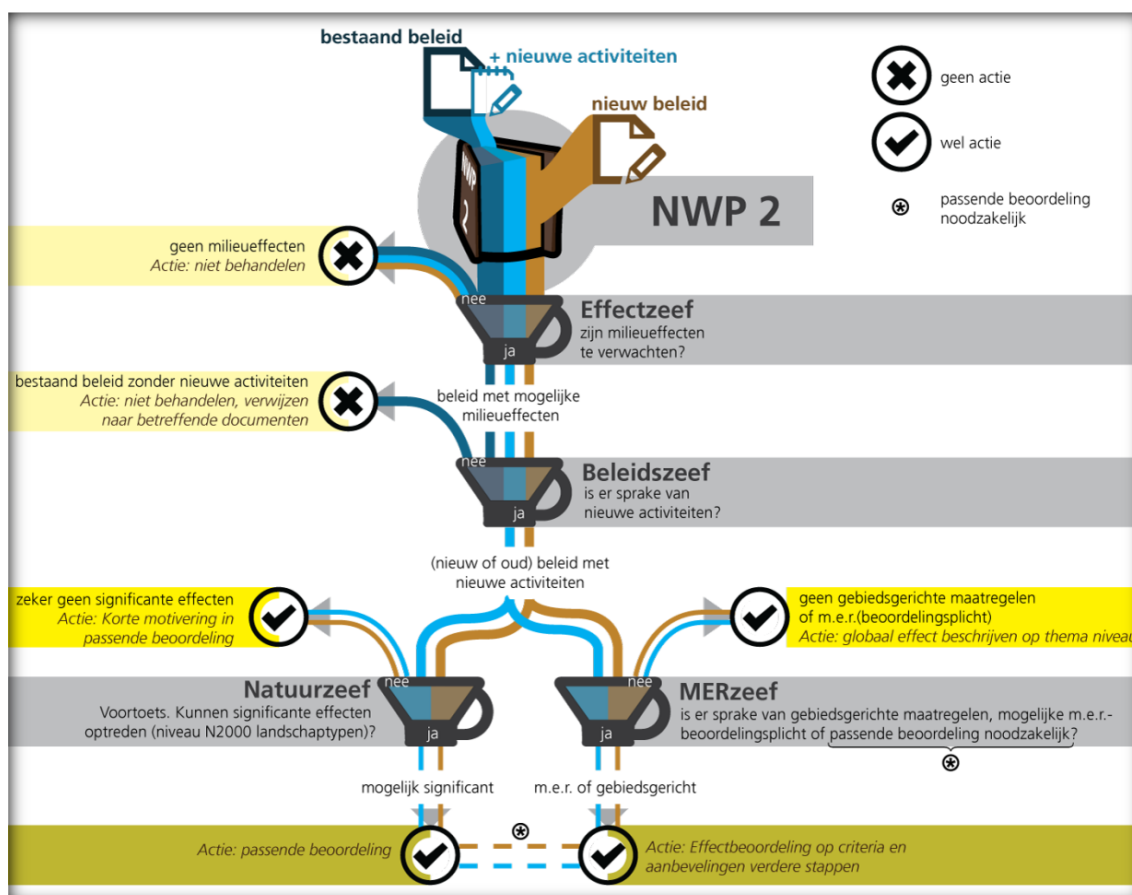 bestaand beleid
+ nieuwe activiteiten
nieuw beleid
geen actie
wel actie
passende beoordeling
noodzakelijk
NWP
2
NWP 2
geen milieueffecten
Actie: niet behandelen
nee
ja
Effectzeef
zijn milieueffecten
te verwachten?
bestaand beleid zonder nieuwe activiteiten
Actie: niet behandelen, verwijzen
naar betreffende documenten
beleid met mogelijke
milieueffecten
nee
ja
Beleidszeef
is er sprake van
nieuwe activiteiten?
(nieuw of oud) beleid met
nieuwe activiteiten
zeker geen significante effecten
Actie: Korte motivering in
passende beoordeling
geen gebiedsgerichte maatregelen
of m.e.r.(beoordelingsplicht)
Actie: globaal effect beschrijven op thema niveau
Natuurzeef
Voortoets. Kunnen significante effecten
optreden (niveau N2000 landschaptypen)?
nee
ja
nee
ja
MERzeef
is er sprake van gebiedsgerichte maatregelen, mogelijke m.e.r.-
beoordelingsplicht of passende beoordeling noodzakelijk?
mogelijk significant
m.e.r. of gebiedsgericht
Actie: passende beoordeling
Actie: Effectbeoordeling op criteria en
aanbevelingen verdere stappen